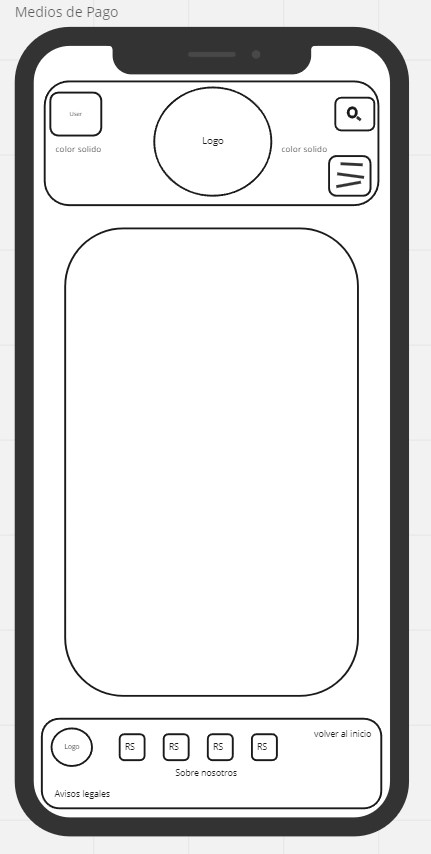 Medios de Pago
User
Logo
color solido
color solido
Logo
RS
RS
RS
RS
volver al inicio
Sobre nosotros
Avisos legales